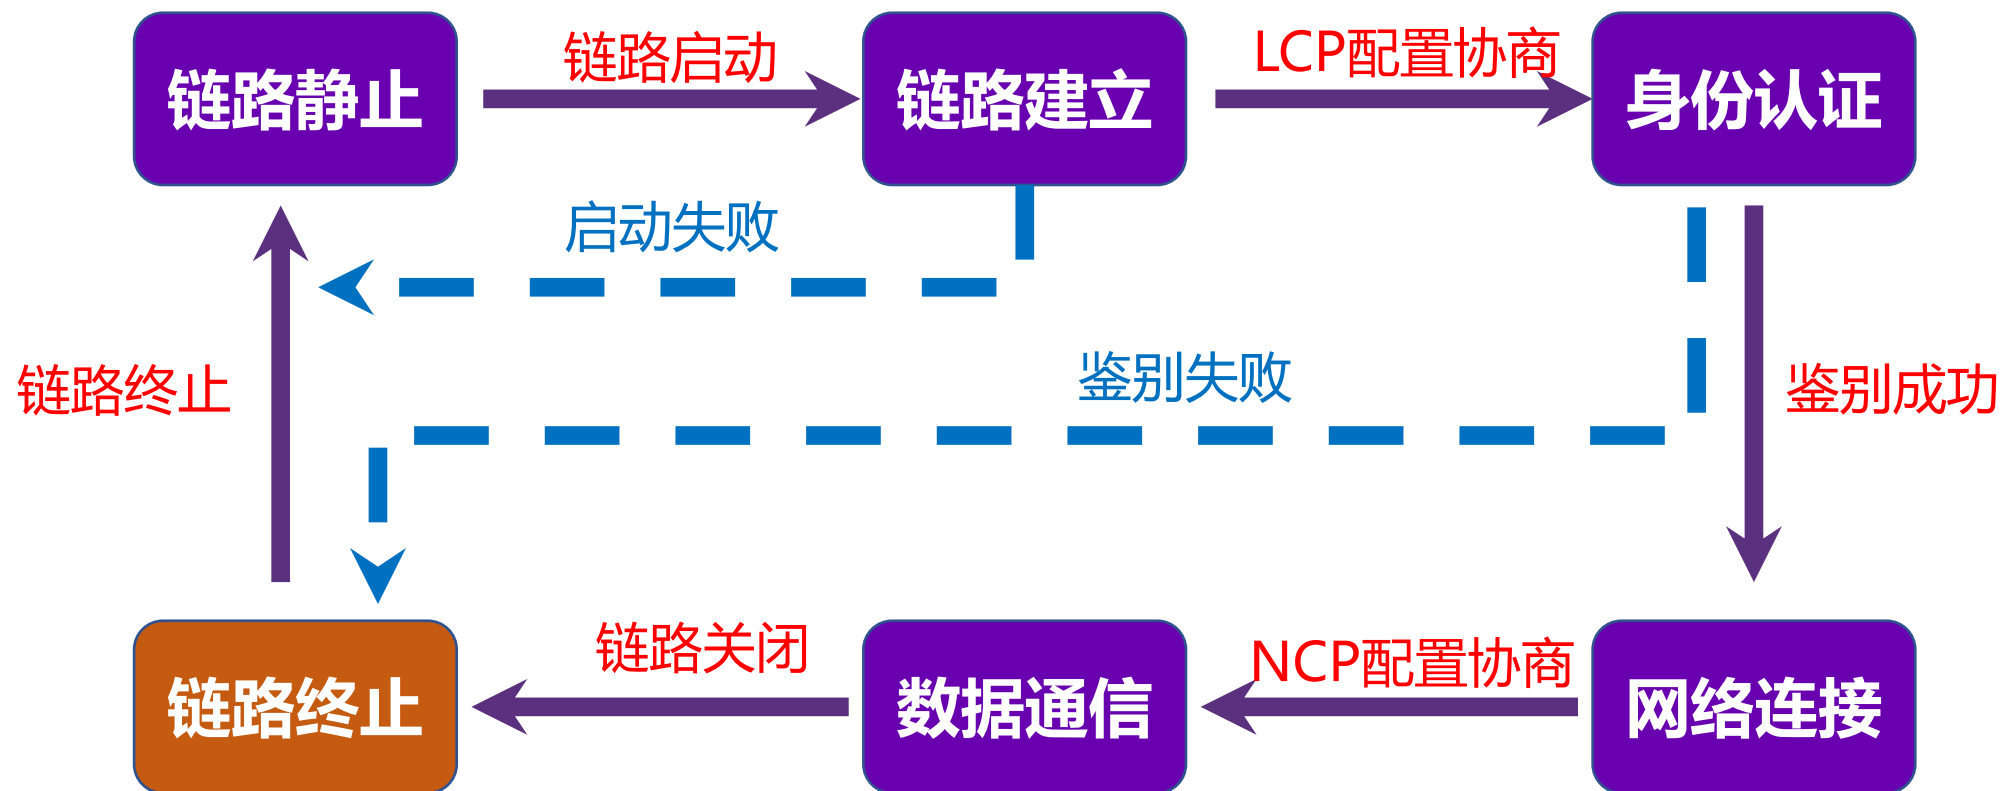 链路启动
LCP配置协商
链路静止
链路建立
身份认证
启动失败
鉴别失败
链路终止
鉴别成功
链路关闭
NCP配置协商
链路终止
数据通信
网络连接